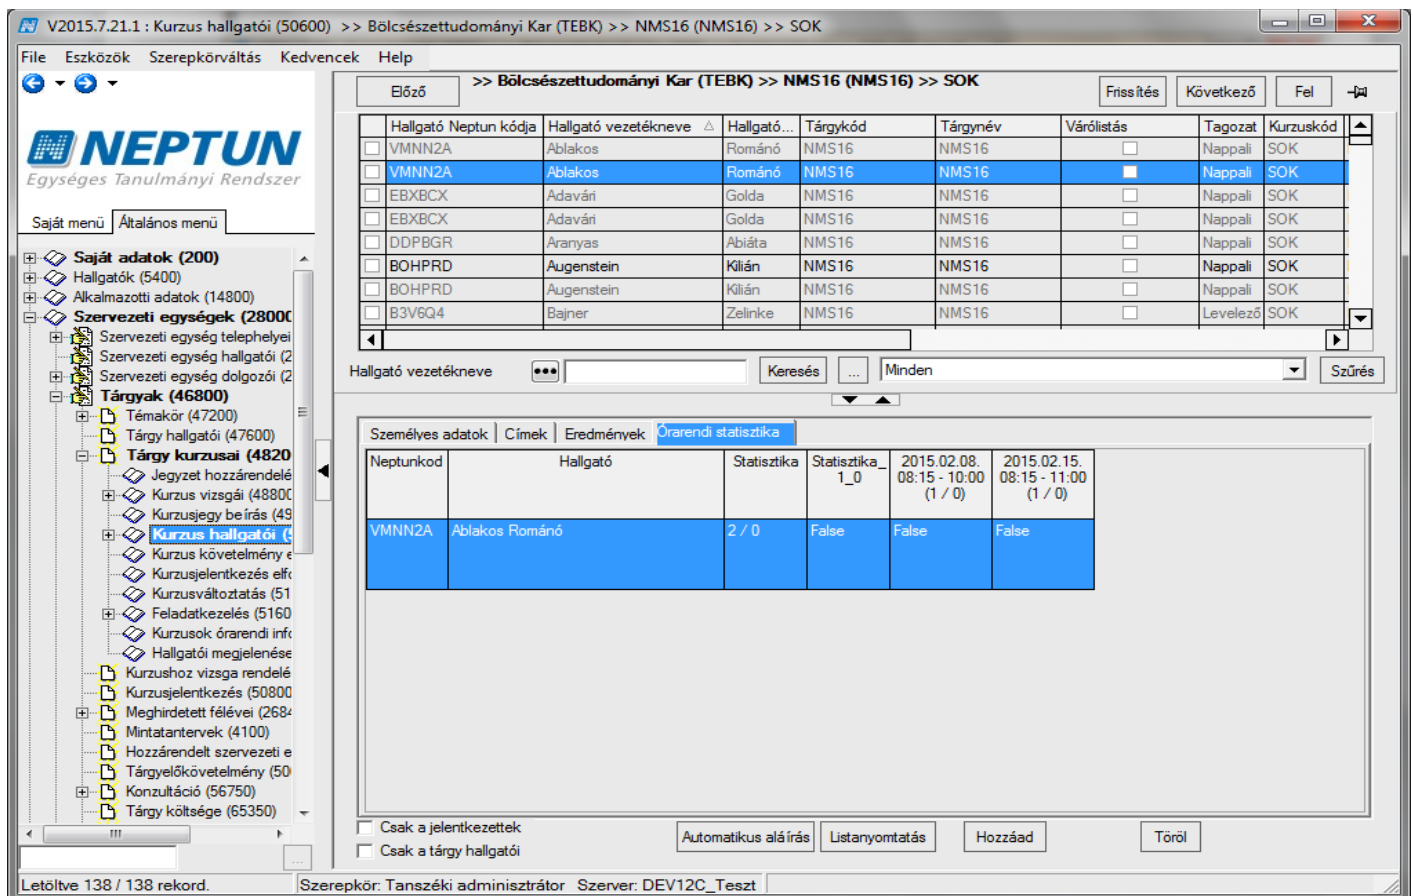 V2015.7.21.1 : Kurzus hallgatói (50600) >> Bölcsészettudományi Kar (TEBK) >> NMS16 (NMS16) >> SOK
File Eszközök Szerepkörváltás Kedvencek Help
NEPTUN
Egységes Tanulmányi Rendszer
Saját menü Általános menü
Saját adatok (200)
Hallgatók (5400)
Alkalmazotti adatok (14800)
Szervezeti egységek (28000
Szervezeti egység telephelyei
Szervezeti egység hallgatói (2
Szervezeti egység dolgozói (2
Tárgyak (46800)
Témakör (47200)
Tárgy hallgatói (47600)
Tárgy kurzusai (4820
Jegyzet hozzárendelé
Kurzus vizsgái (48800
Kurzusjegy beírás (49
Kurzus hallgatói (5
Kurzus követelmény e
Kurzusjelentkezés elfo
Kurzusváltoztatás (51
Feladatkezelés (5160
Kurzusok órarendi info
Hallgatói megjelenése
Kurzushoz vizsga rendelé
Kurzusjelentkezés (50800
Meghirdetett félévei (2684
Mintatantervek (4100)
Hozzárendelt szervezeti e
Tárgyelőkövetelmény (50
Konzultáció (56750)
Tárgy költsége (65350)
...
Előző >> Bölcsészettudományi Kar (TEBK) >> NMS16 (NMS16) >> SOK Frissítés Következő Fel
Hallgató Neptun kódja Hallgató vezetékneve Hallgató... Tárgykód Tárgynév Várólistás Tagozat Kurzuskód
VMNN2A Ablakos Románó NMS16 NMS16 Nappali SOK
VMNN2A Ablakos Románó NMS16 NMS16 Nappali SOK
EBXBCX Adavári Golda NMS16 NMS16 Nappali SOK
EBXBCX Adavári Golda NMS16 NMS16 Nappali SOK
DDPBGR Aranyas Abiáta NMS16 NMS16 Nappali SOK
BOHPRD Augenstein Kilián NMS16 NMS16 Nappali SOK
BOHPRD Augenstein Kilián NMS16 NMS16 Nappali SOK
B3V6Q4 Bajner Zelinke NMS16 NMS16 Levelező SOK
Hallgató vezetékneve Keresés ... Minden Szűrés
Személyes adatok Címek Eredmények Órarendi statisztika
Neptunkod Hallgató Statisztika Statisztika_ 2015.02.08. 2015.02.15.
1_0 08:15 - 10:00 08:15 - 11:00
(1 / 0) (1 / 0)
VMNN2A Ablakos Románó 2 / 0 False False False
Csak a jelentkezettek
Csak a tárgy hallgatói
Automatikus aláírás Listanyomtatás Hozzáad Töröl
Letöltve 138 / 138 rekord. Szerepkör: Tanszéki adminisztrátor Szerver: DEV12C_Teszt